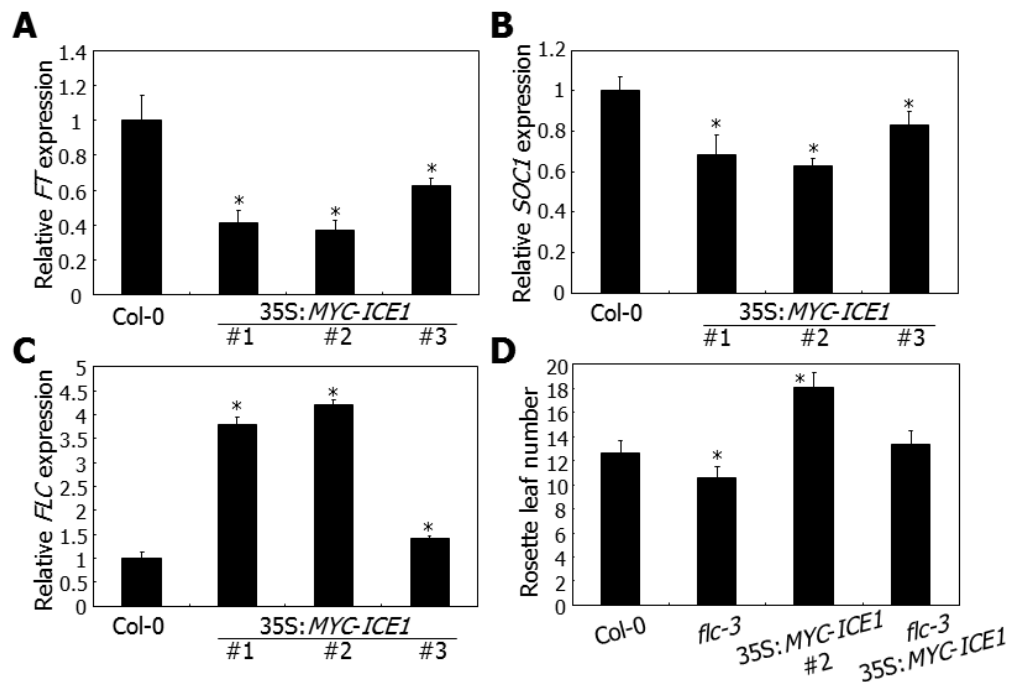 A
Relative FT expression
1.4
1.2
1
0.8
0.6
0.4
0.2
0
*
*
*
Col-0
35S:MYC-ICE1
#1 #2 #3
B
Relative SOC1 expression
1.2
1
0.8
0.6
0.4
0.2
0
*
*
*
Col-0
35S:MYC-ICE1
#1 #2 #3
C
Relative FLC expression
5
4.5
4
3.5
3
2.5
2
1.5
1
0.5
0
*
*
*
Col-0
35S:MYC-ICE1
#1 #2 #3
D
Rosette leaf number
20
18
16
14
12
10
8
6
4
2
0
*
*
Col-0
flc-3
35S:MYC-ICE1
#2
flc-3
35S:MYC-ICE1